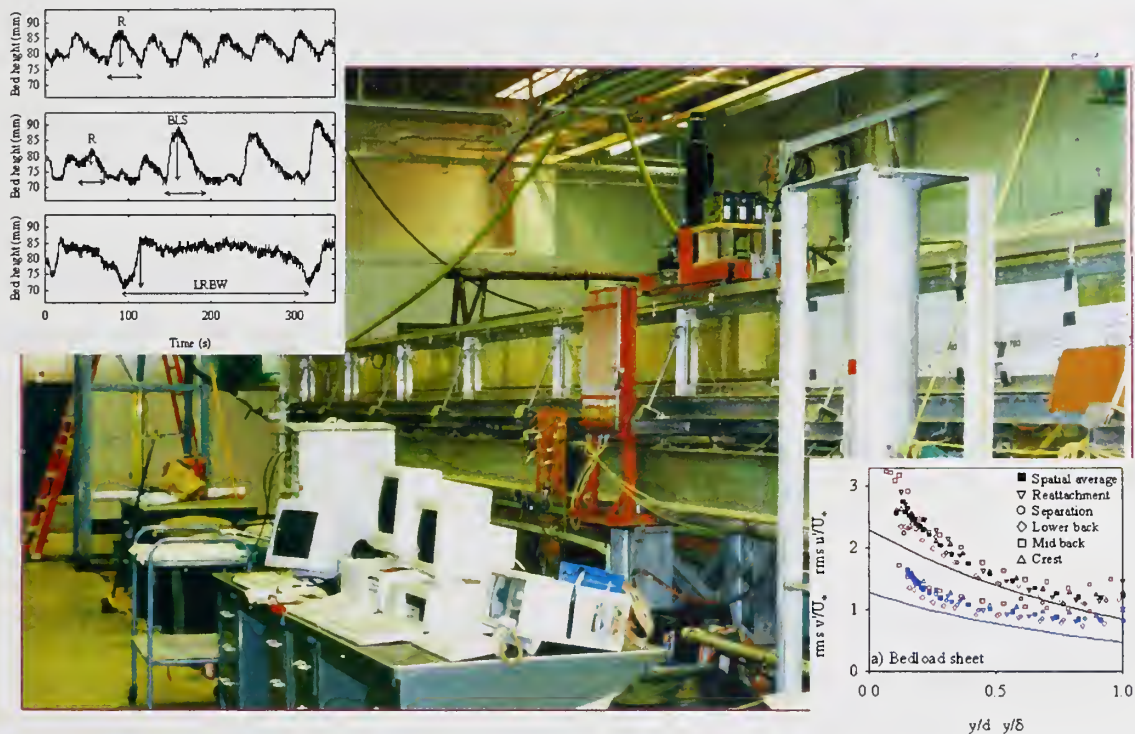 Bed height (mm)
90
85
80
75
R
Bed height (mm)
90
85
80
75
70
R
BLS
Bed height (mm)
90
85
80
75
70
LRBW
0
100
200
300
Time (s)
rms v'/U* rms u'/U*
3
2
1
0
■ Spatial average
▽ Reattachment
○ Separation
◇ Lower back
□ Mid back
△ Crest
a) Bedload sheet
0 0
0.5
1.0
y/d y/δ